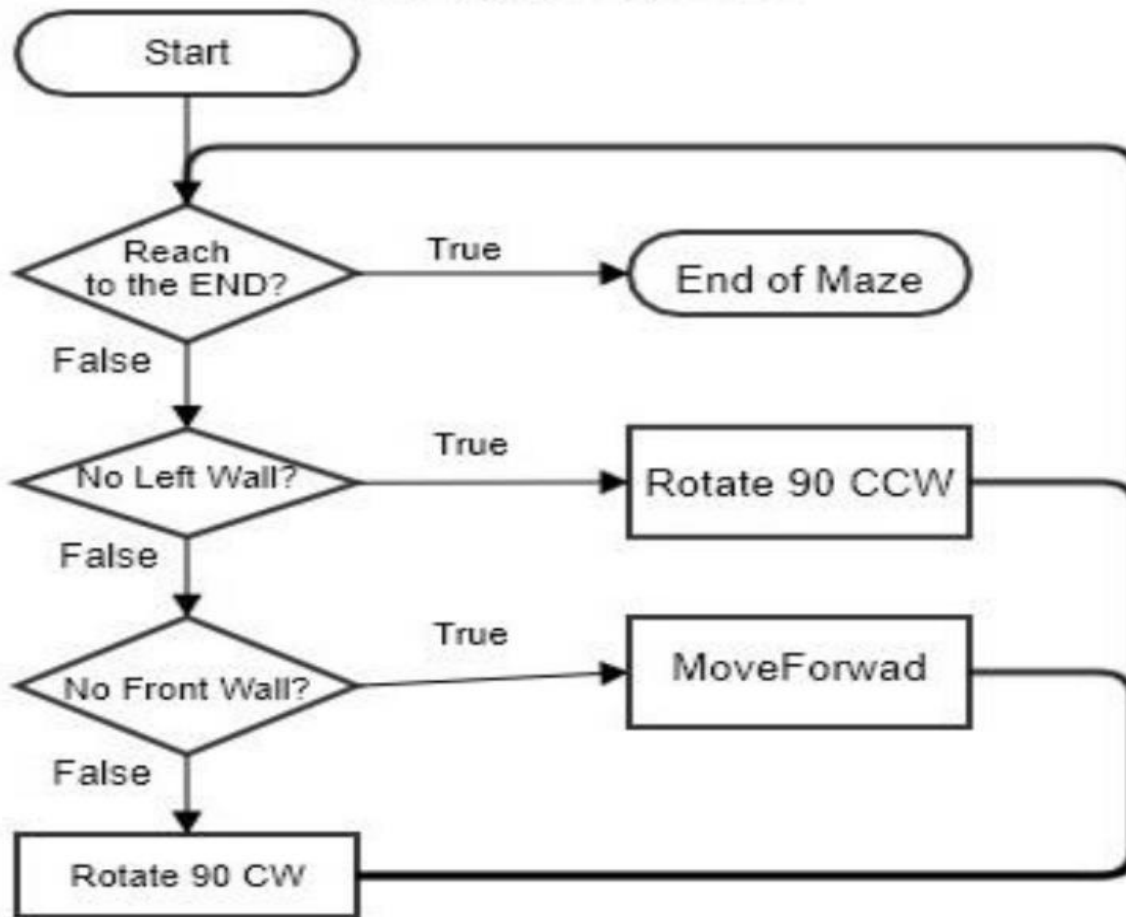 Start
Reach
to the END?
True
End of Maze
False
No Left Wall?
True
Rotate 90 CCW
False
No Front Wall?
True
MoveForwad
False
Rotate 90 CW